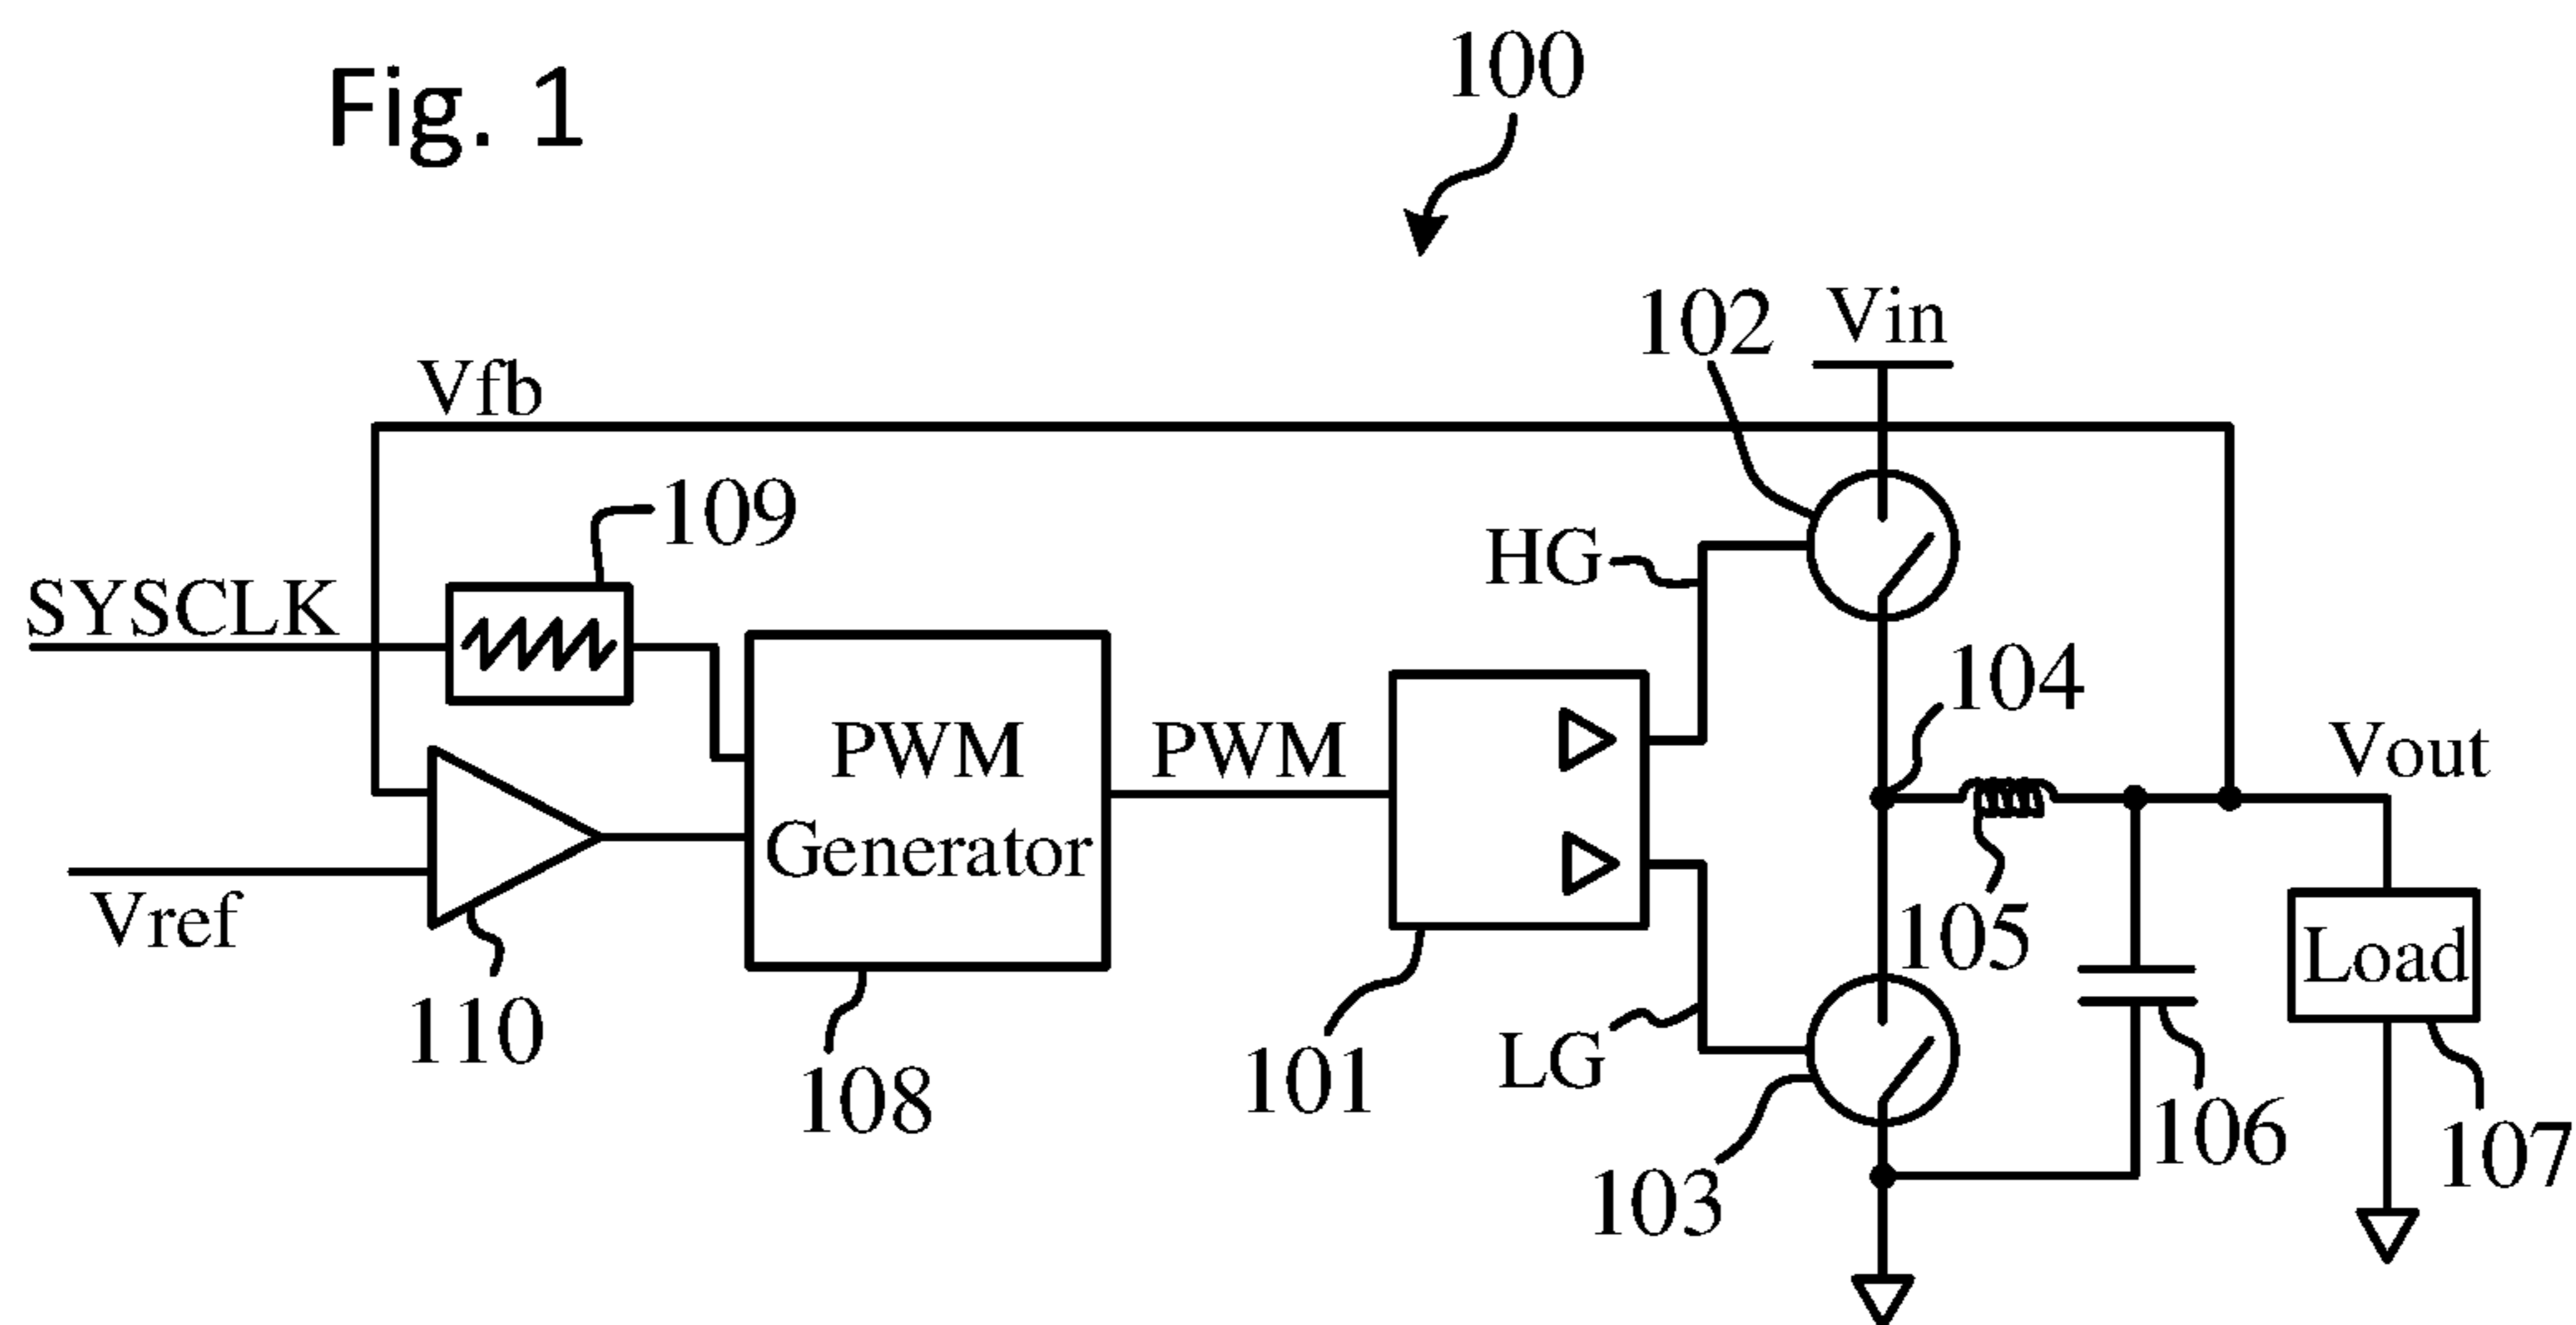 Fig. 1
100
102
Vin
Vfb
109
HG
SYSCLK
104
PWM
Generator
PWM
Vout
Vref
105
Load
110
101
LG
108
106
107
103